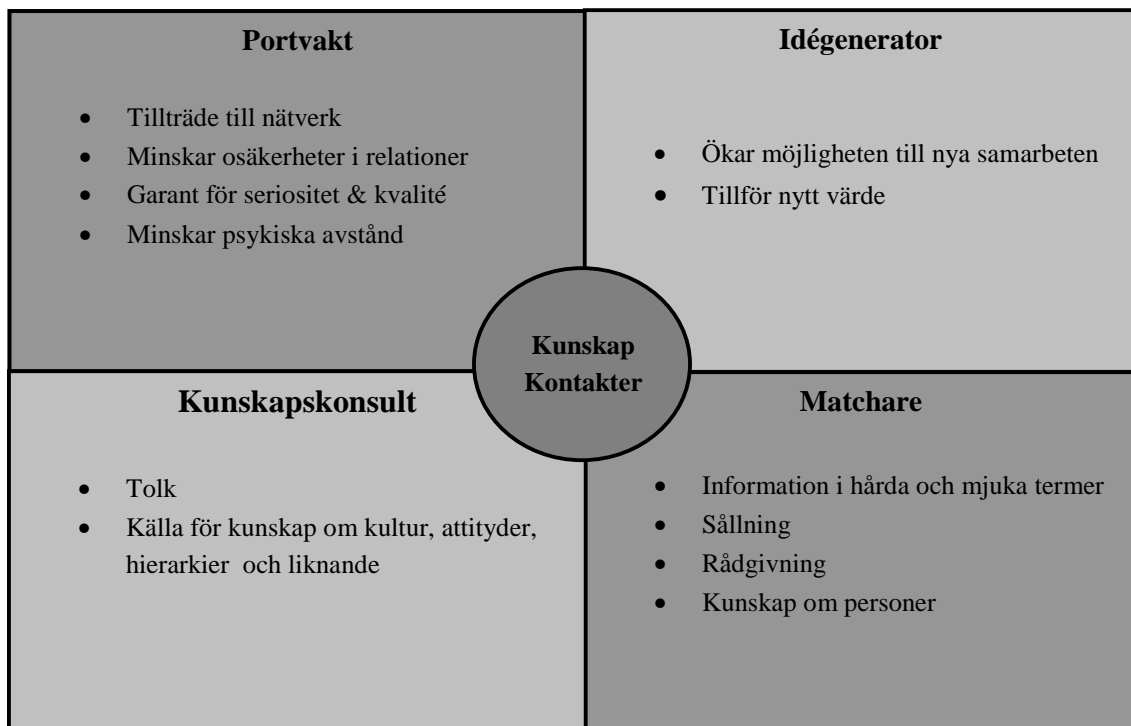 Portvakt
• Tillträde till nätverk
• Minskar osäkerheter i relationer
• Garant för seriositet & kvalité
• Minskar psykiska avstånd
Idégenerator
• Ökar möjligheten till nya samarbeten
• Tillför nytt värde
Kunskap
Kontakter
Kunskapskonsult
• Tolk
• Källa för kunskap om kultur, attityder,
hierarkier och liknande
Matchare
• Information i hårda och mjuka termer
• Sållning
• Rådgivning
• Kunskap om personer